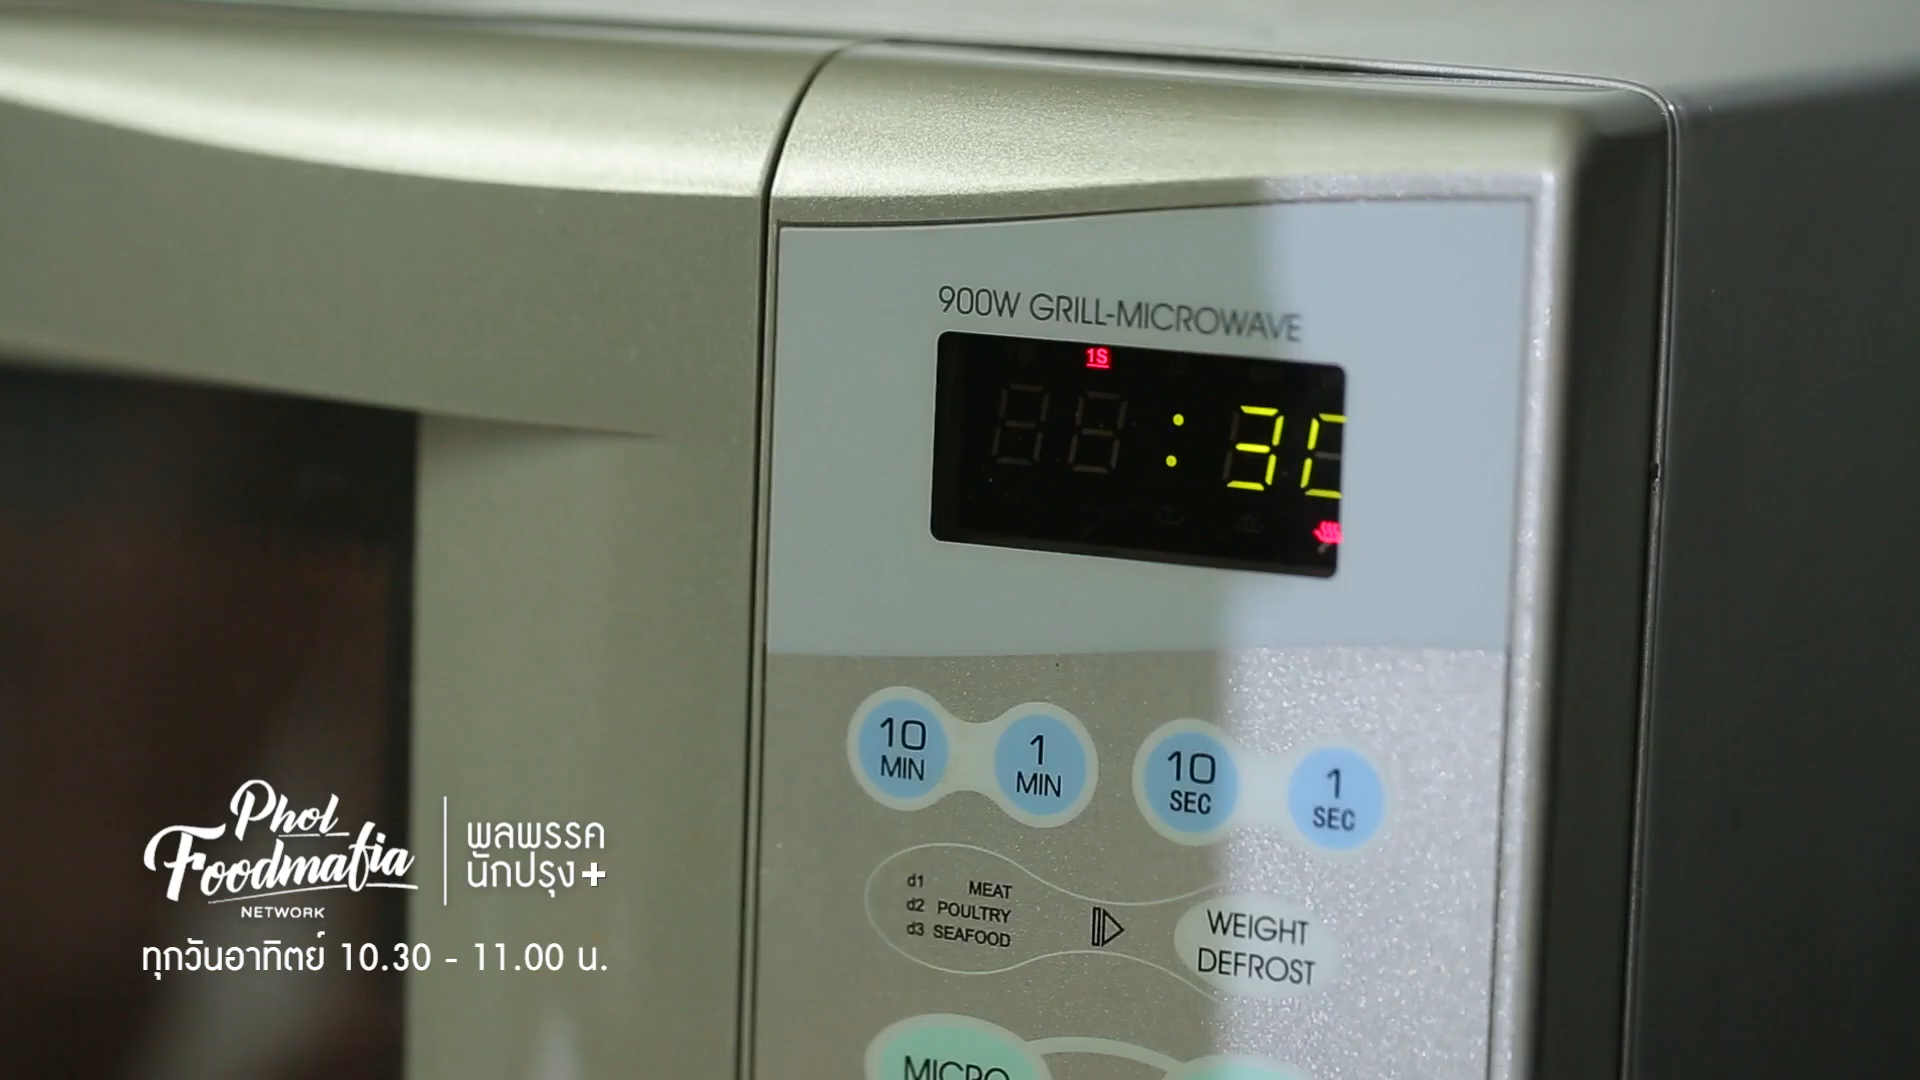 900W GRILL-MICROWAVE
1S
:30
10 MIN
1 MIN
10 SEC
1 SEC
d1 MEAT
d2 POULTRY
d3 SEAFOOD
WEIGHT
DEFROST
MICRO
Phol
Foodmafia
NETWORK
พลพรรค
นักปรุง+
ทุกวันอาทิตย์ 10.30 - 11.00 น.